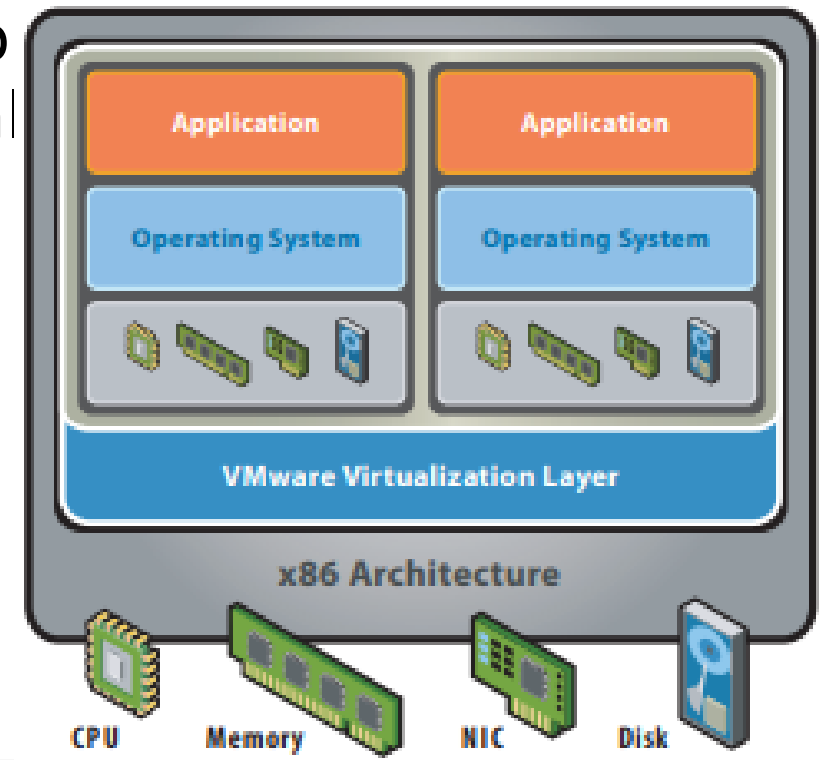 Application
Application
Operating System
Operating System
VMware Virtualization Layer
x86 Architecture
CPU
Memory
NIC
Disk